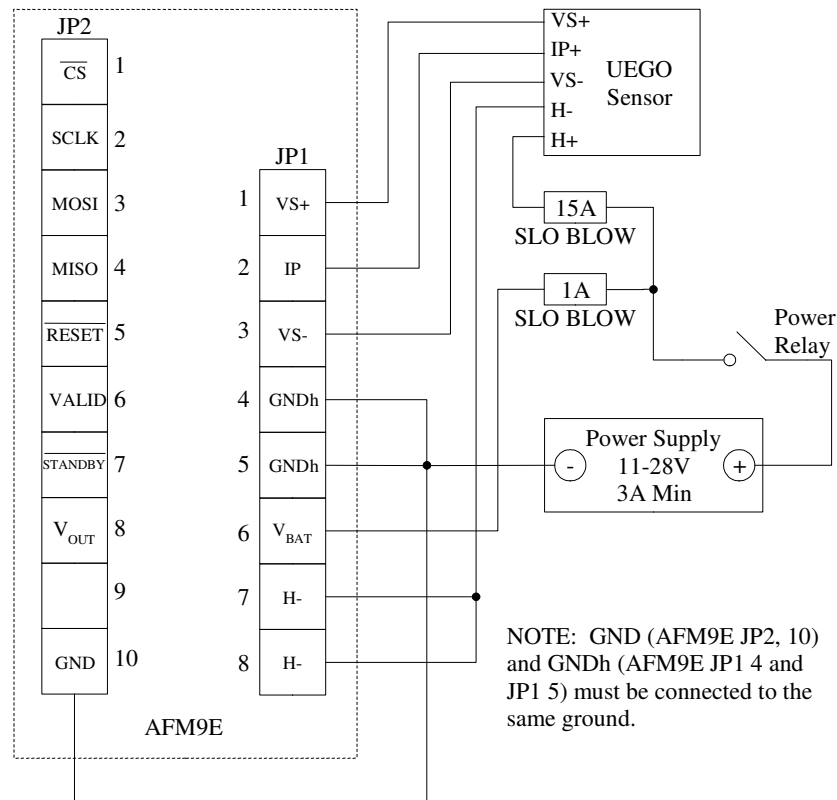 JP2
CS 1
SCLK 2
MOSI 3
MISO 4
RESET 5
VALID 6
STANDBY 7
VOUT 8
9
GND 10
JP1
1 VS+
2 IP
3 VS-
4 GNDh
5 GNDh
6 VBAT
7 H-
8 H-
AFM9E
VS+
IP+
VS-
H-
H+
UEGO
Sensor
15A
SLO BLOW
1A
SLO BLOW
Power
Relay
Power Supply
- 11-28V +
3A Min
NOTE: GND (AFM9E JP2, 10)
and GNDh (AFM9E JP1 4 and
JP1 5) must be connected to the
same ground.